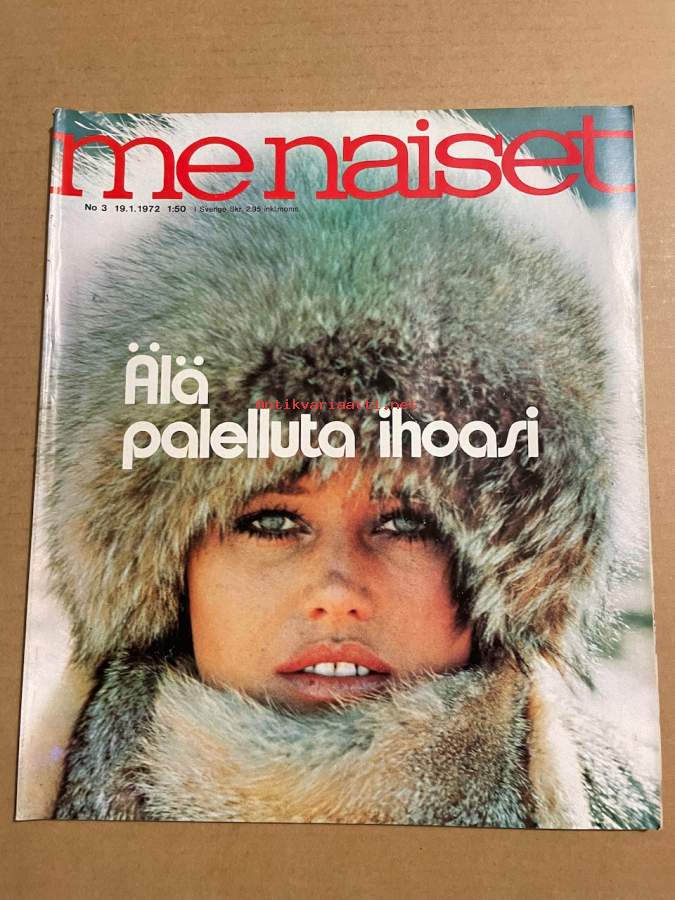 me naiset
No 3 19.1.1972 1:50 I Sverige Skr. 2.95 inkl.moms
Älä
antikvariaatti.net
palelluta ihoasi